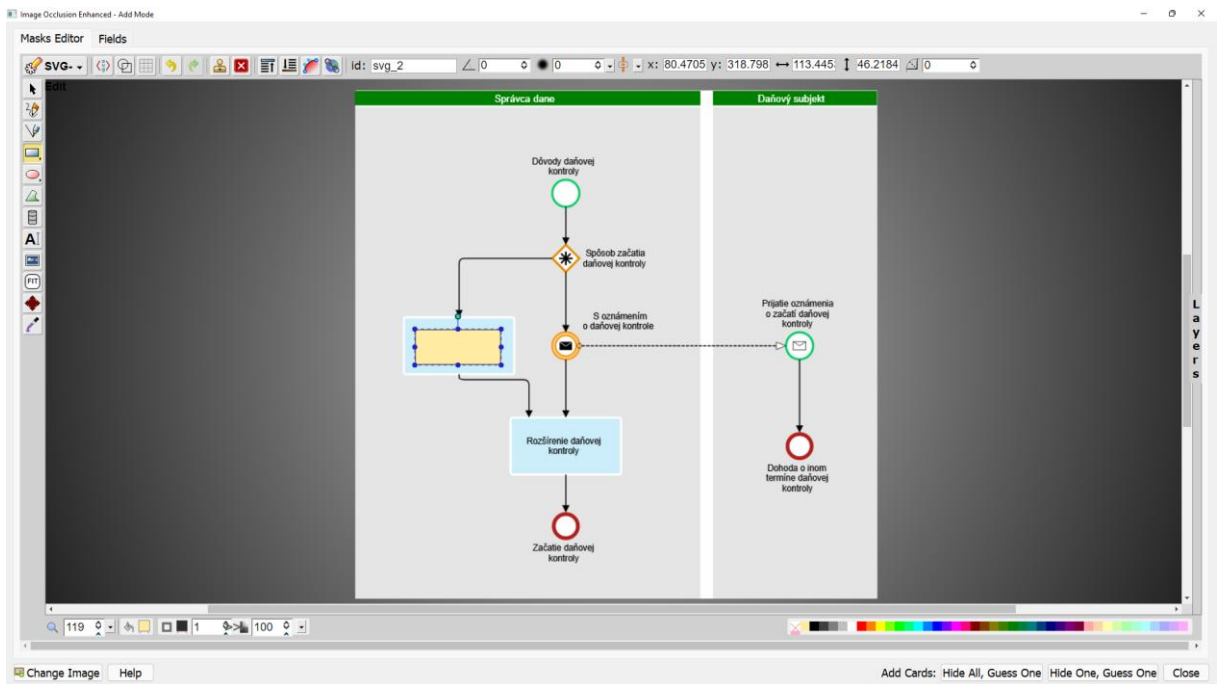 Image Occlusion Enhanced - Add Mode
Masks Editor Fields
SVG- id: svg_2 0 0 x: 80.4705 y: 318.798 113.445 46.2184 0
Edit
Správca dane Daňový subjekt
Dôvody daňovej
kontroly
Spôsob začatia
daňovej kontroly
S oznámením
o daňovej kontrole
Prijatie oznámenia
o začatí daňovej
kontroly
Rozšírenie daňovej
kontroly
Dohoda o inom
termíne daňovej
kontroly
Začatie daňovej
kontroly
FIT
A
Layers
119 1 100
Change Image Help Add Cards: Hide All, Guess One Hide One, Guess One Close